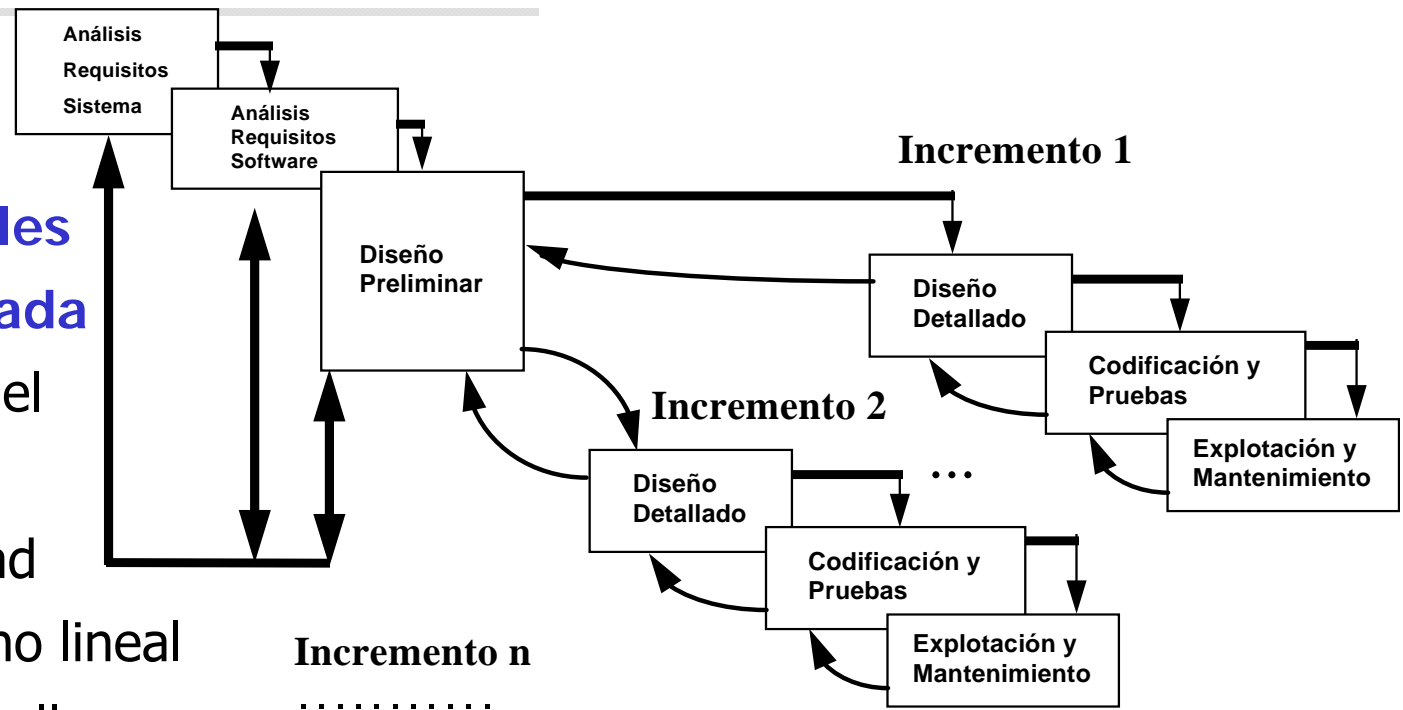 Análisis
Requisitos
Sistema
Análisis
Requisitos
Software
Diseño
Preliminar
Incremento 1
Diseño
Detallado
Codificación y
Pruebas
Explotación y
Mantenimiento
Incremento 2
...
Diseño
Detallado
Codificación y
Pruebas
Explotación y
Mantenimiento
Incremento n
...........
les
ada
el
nd
no lineal